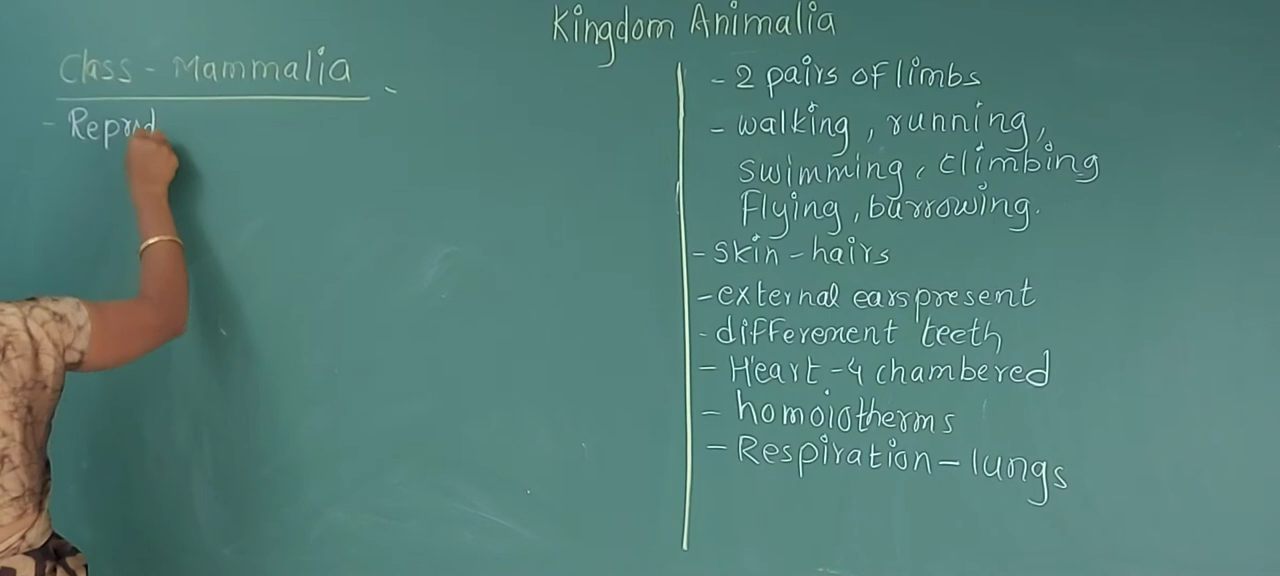 Kingdom Animalia
Class - Mammalia
- Reprod
- 2 pairs of limbs
- walking, running,
swimming, climbing
Flying, burrowing.
- skin - hairs
- external ears present
- differement teeth
- Heart - 4 chambered
- homoiotherms
- Respiration - lungs